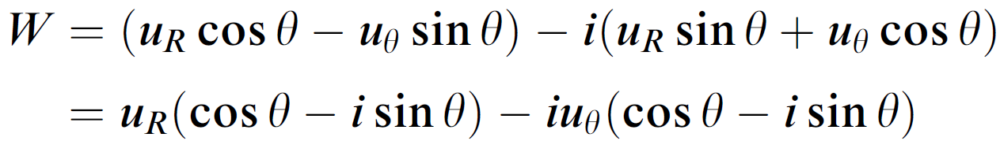 W = (u_R cos θ − u_θ sin θ) − i(u_R sin θ + u_θ cos θ)
= u_R(cos θ − i sin θ) − iu_θ(cos θ − i sin θ)